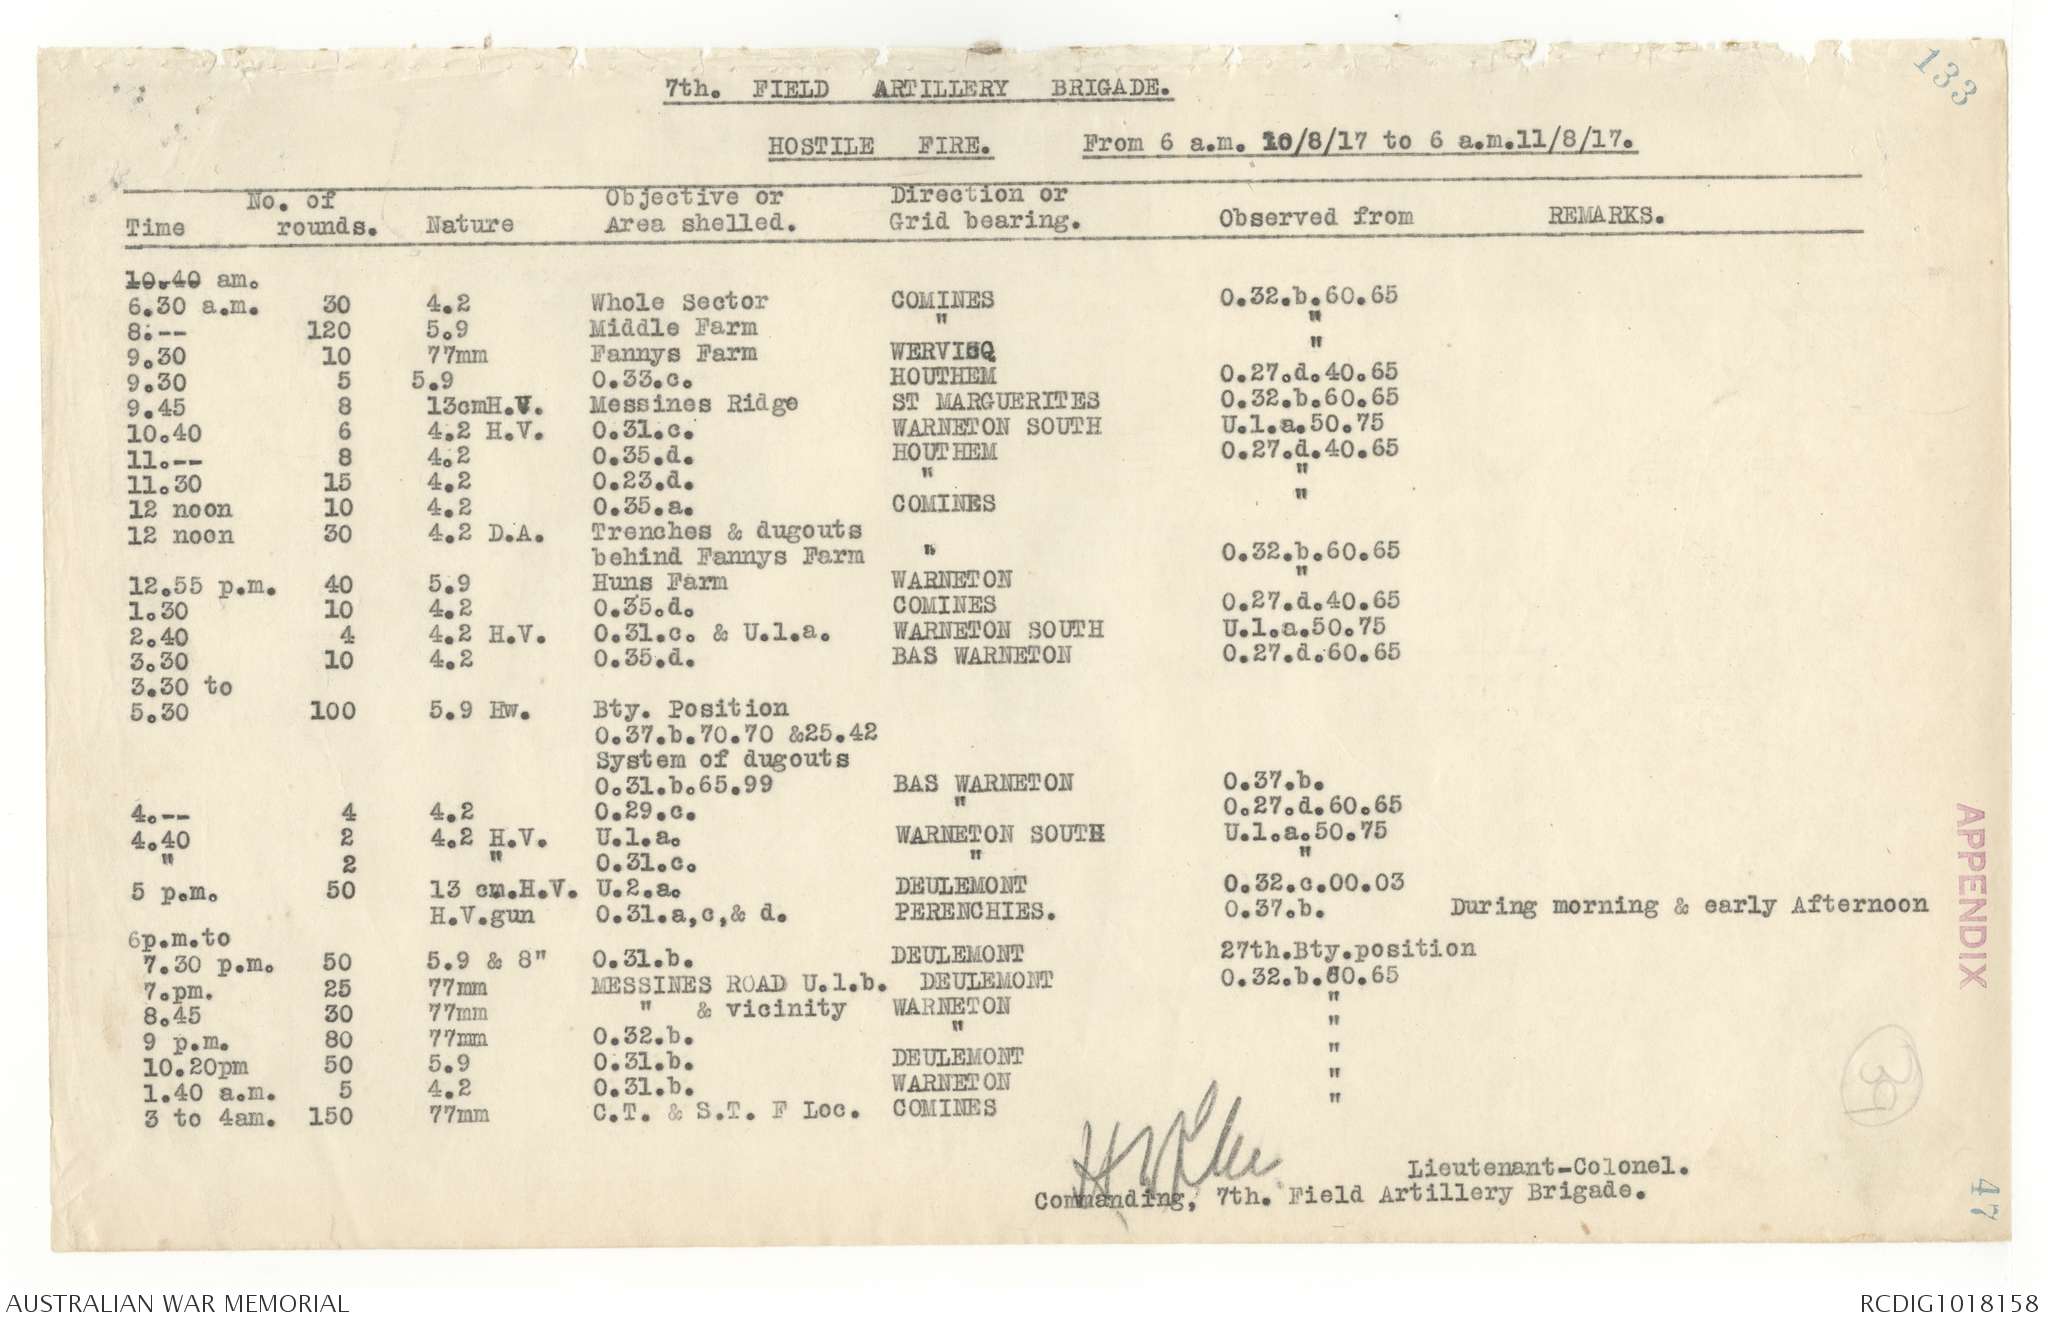 133
7th. FIELD ARTILLERY BRIGADE.
HOSTILE FIRE. From 6 a.m. 10/8/17 to 6 a.m.11/8/17.
Time No. of rounds. Nature Objective or Area shelled. Direction or Grid bearing. Observed from REMARKS.
10.40 am.
6.30 a.m. 30 4.2 Whole Sector COMINES 0.32.b.60.65
8.-- 120 5.9 Middle Farm " "
9.30 10 77mm Fannys Farm WERVISQ "
9.30 5 5.9 0.33.c. HOUTHEM 0.27.d.40.65
9.45 8 13cmH.V. Messines Ridge ST MARGUERITES 0.32.b.60.65
10.40 6 4.2 H.V. 0.31.c. WARNETON SOUTH U.1.a.50.75
11.-- 8 4.2 0.35.d. HOUTHEM 0.27.d.40.65
11.30 15 4.2 0.23.d. " "
12 noon 10 4.2 0.35.a. COMINES "
12 noon 30 4.2 D.A. Trenches & dugouts
behind Fannys Farm " 0.32.b.60.65
12.55 p.m. 40 5.9 Huns Farm WARNETON "
1.30 10 4.2 0.35.d. COMINES 0.27.d.40.65
2.40 4 4.2 H.V. 0.31.c. & U.1.a. WARNETON SOUTH U.1.a.50.75
3.30 10 4.2 0.35.d. BAS WARNETON 0.27.d.60.65
3.30 to
5.30 100 5.9 Hw. Bty. Position
0.37.b.70.70 &25.42
System of dugouts
0.31.b.65.99 BAS WARNETON 0.37.b.
4.-- 4 4.2 0.29.c. " 0.27.d.60.65
4.40 2 4.2 H.V. U.1.a. WARNETON SOUTH U.1.a.50.75
" 2 " 0.31.c. " "
5 p.m. 50 13 cm.H.V. U.2.a. DEULEMONT 0.32.c.00.03
H.V.gun 0.31.a,c,& d. PERENCHIES. 0.37.b. During morning & early Afternoon
6p.m.to
7.30 p.m. 50 5.9 & 8" 0.31.b. DEULEMONT 27th.Bty.position
7.pm. 25 77mm MESSINES ROAD U.1.b. DEULEMONT 0.32.b.60.65
8.45 30 77mm " & vicinity WARNETON "
9 p.m. 80 77mm 0.32.b. " "
10.20pm 50 5.9 0.31.b. DEULEMONT "
1.40 a.m. 5 4.2 0.31.b. WARNETON "
3 to 4am. 150 77mm C.T. & S.T. F Loc. COMINES "
Lieutenant-Colonel.
Commanding, 7th. Field Artillery Brigade.
APPENDIX
39
47
AUSTRALIAN WAR MEMORIAL
RCDIG1018158